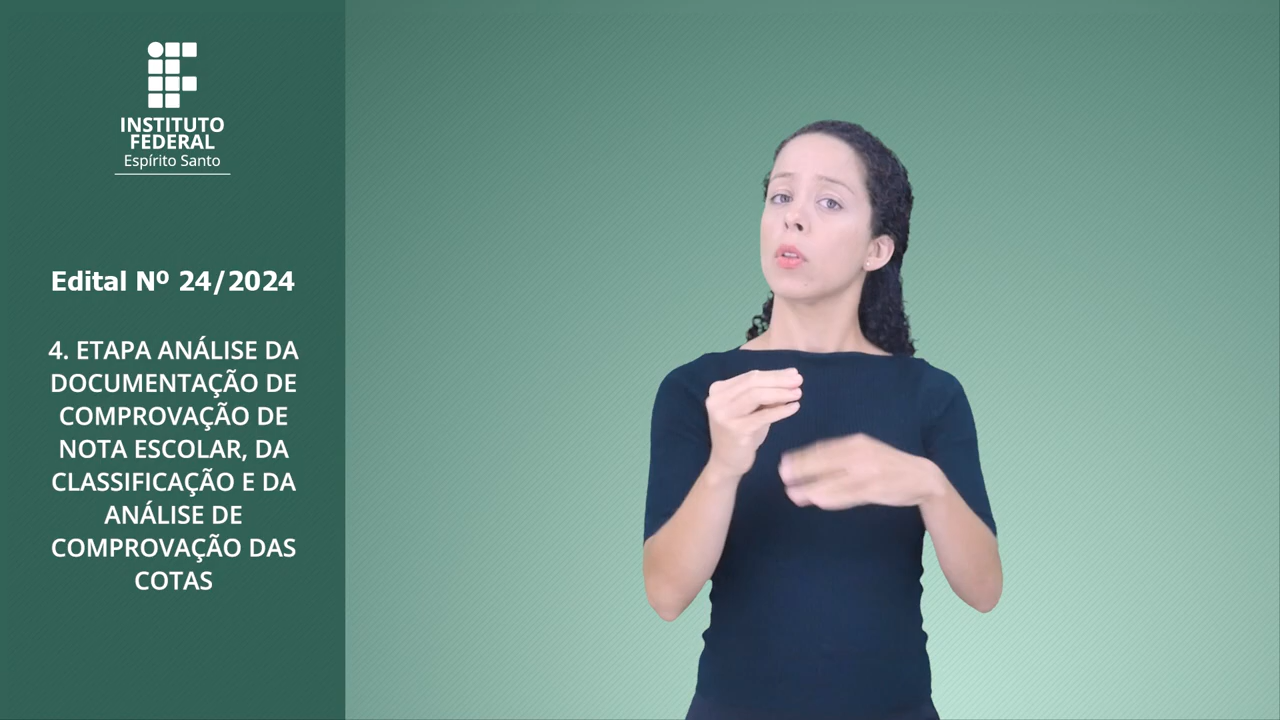 INSTITUTO
FEDERAL
Espírito Santo
Edital Nº 24/2024
4. ETAPA ANÁLISE DA
DOCUMENTAÇÃO DE
COMPROVAÇÃO DE
NOTA ESCOLAR, DA
CLASSIFICAÇÃO E DA
ANÁLISE DE
COMPROVAÇÃO DAS
COTAS